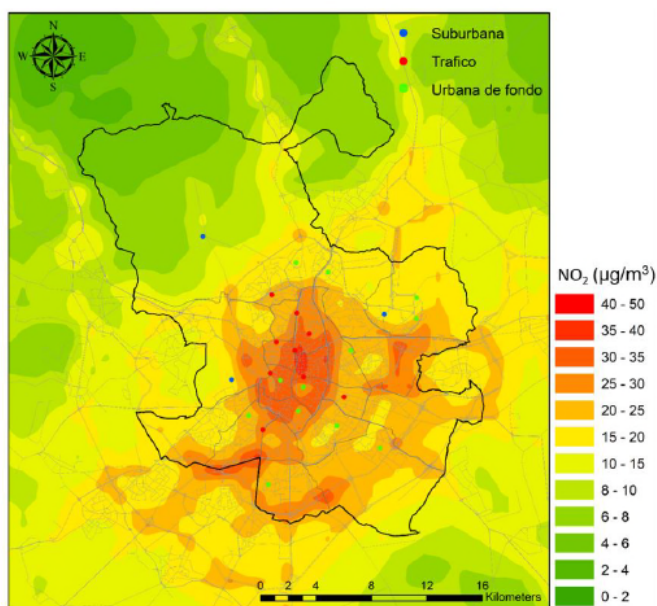 N
W E
S
Suburbana
Trafico
Urbana de fondo
NO₂ (µg/m³)
40 - 50
35 - 40
30 - 35
25 - 30
20 - 25
15 - 20
10 - 15
8 - 10
6 - 8
4 - 6
2 - 4
0 - 2
0 2 4 8 12 16
Kilometers